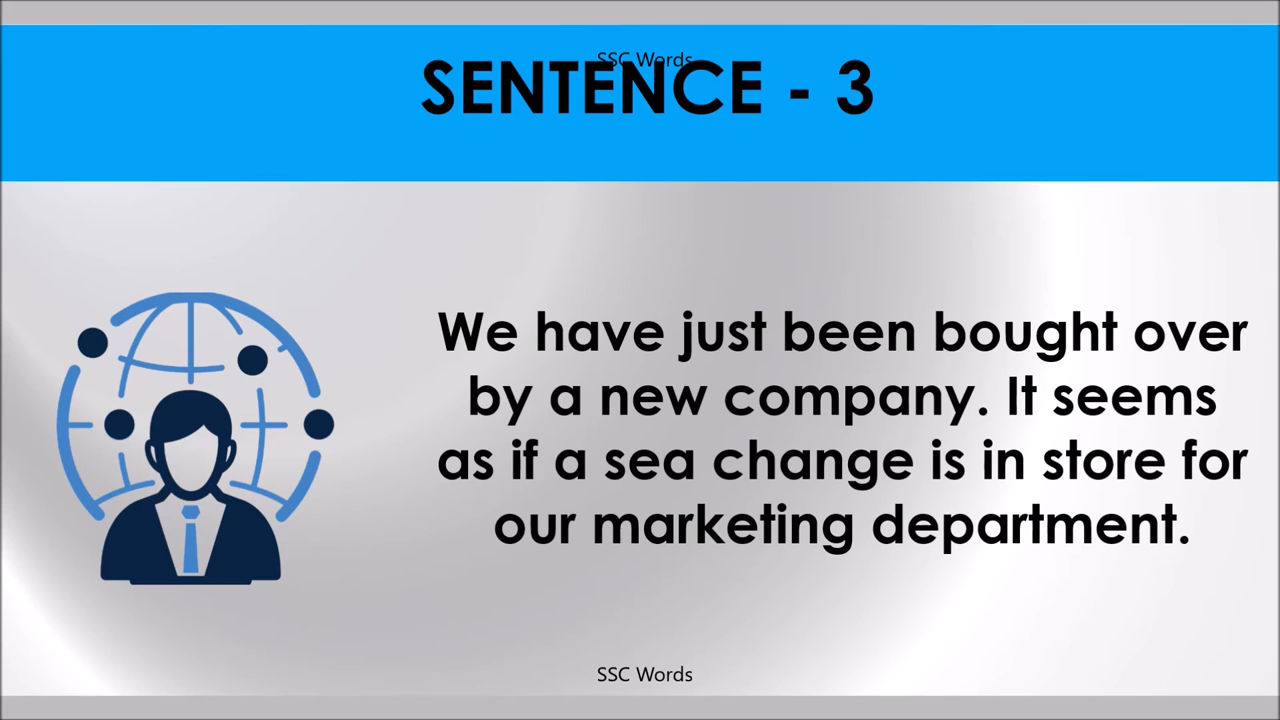 SSC Words
SENTENCE - 3
We have just been bought over
by a new company. It seems
as if a sea change is in store for
our marketing department.
SSC Words